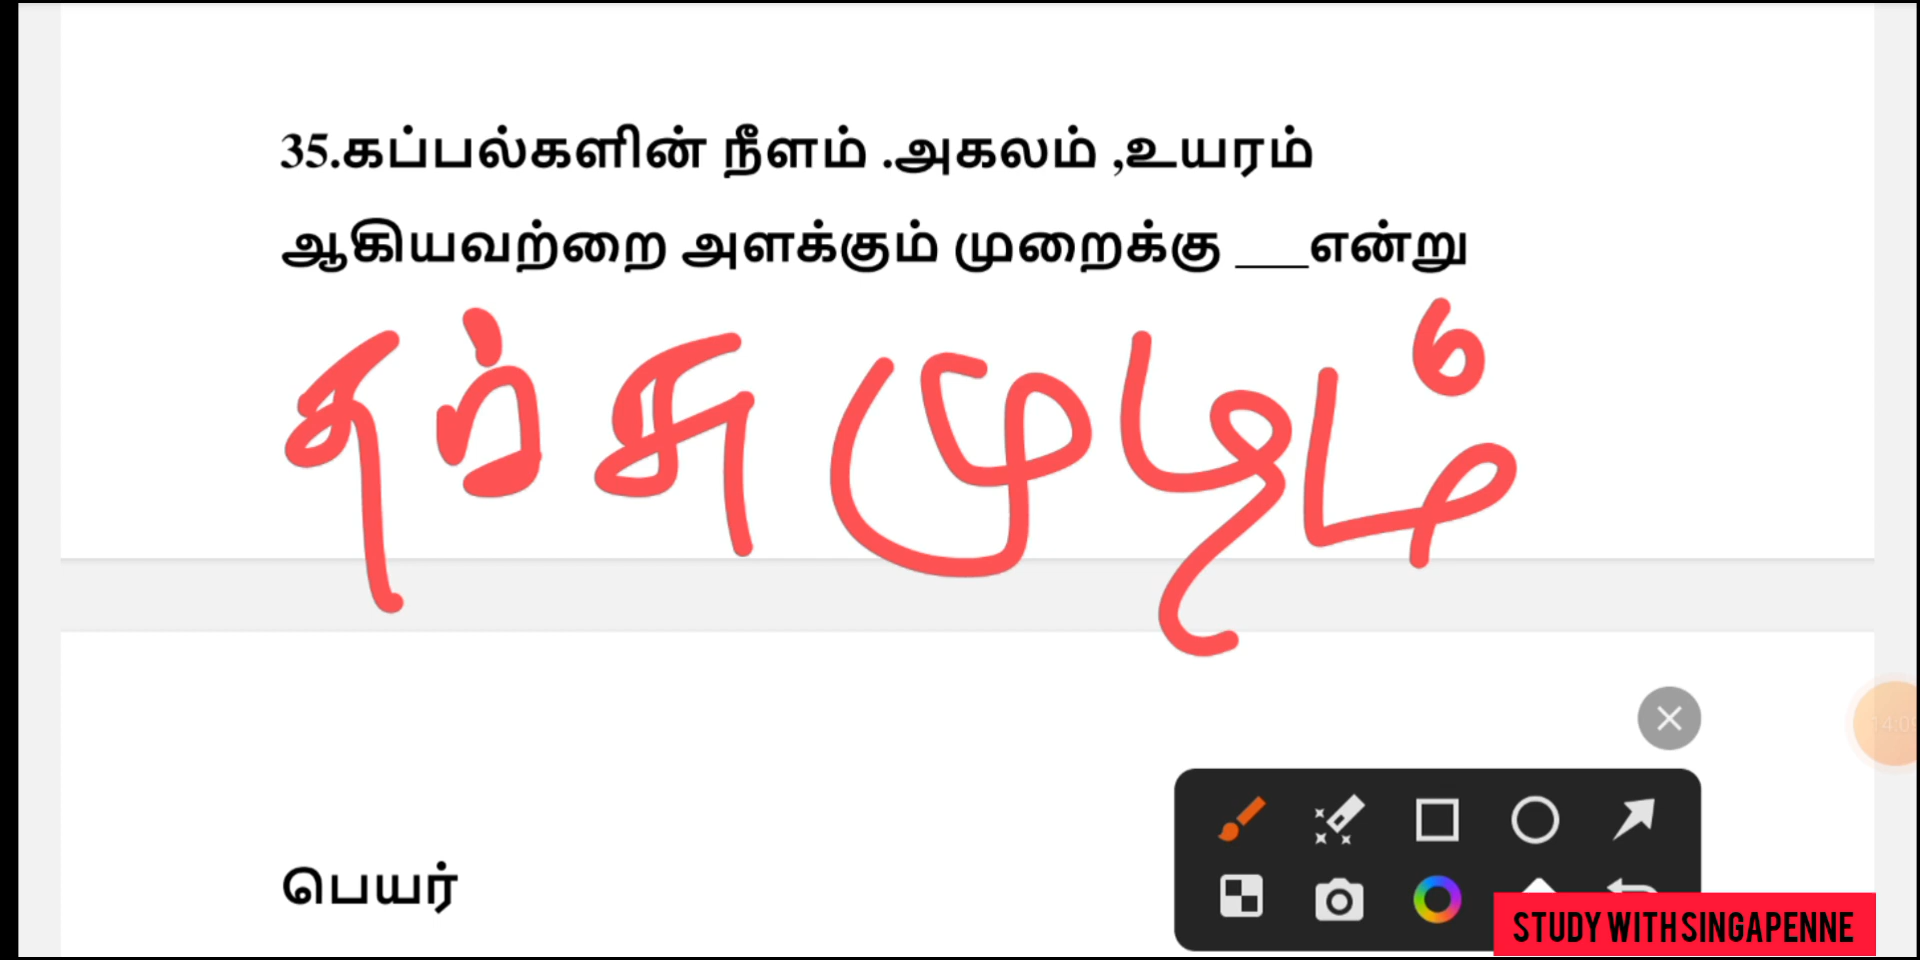 35.கப்பல்களின் நீளம் .அகலம் ,உயரம்
ஆகியவற்றை அளக்கும் முறைக்கு ___என்று
தச்சுமுழம்
பெயர்
STUDY WITH SINGAPENNE